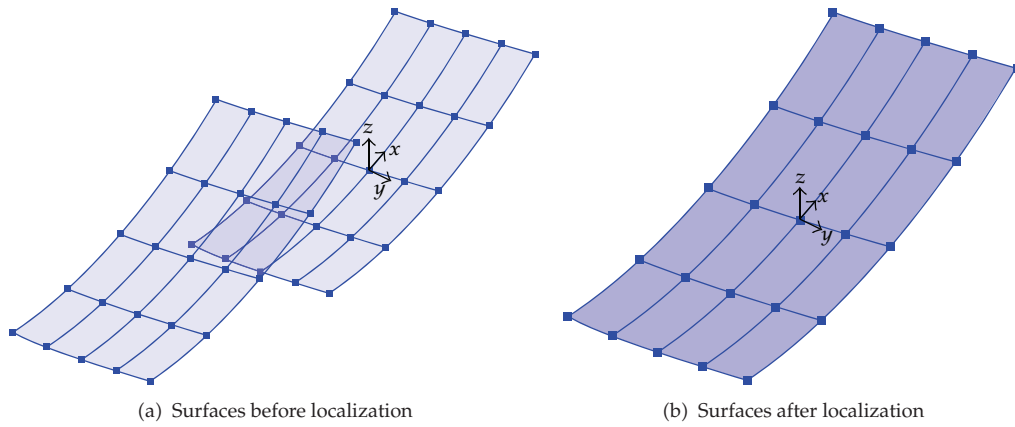 z
x
y
z
x
y
(a) Surfaces before localization
(b) Surfaces after localization